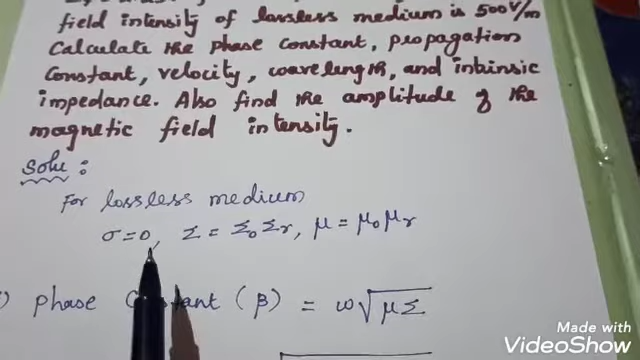 field intensity of lossless medium is 500 V/m
Calculate the phase constant, propagation
Constant, velocity, wavelength, and intrinsic
impedance. Also find the amplitude of the
magnetic field intensity.
Solu :
For lossless medium
σ = 0, Σ = Σ₀ Σr, μ = μ₀ μr
phase (β) = ω√μΣ
Made with
VideoShow